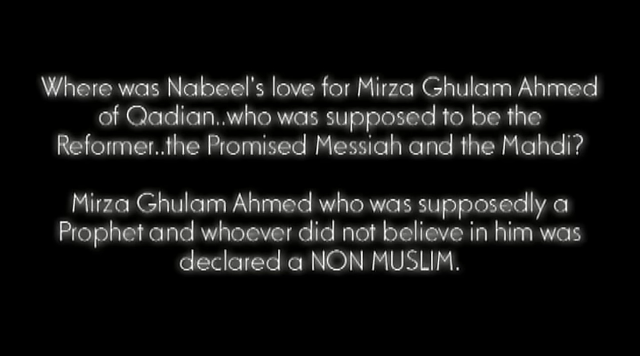 Where was Nabeel's love for Mirza Ghulam Ahmed
of Qadian..who was supposed to be the
Reformer..the Promised Messiah and the Mahdi?
Mirza Ghulam Ahmed who was supposedly a
Prophet and whoever did not believe in him was
declared a NON MUSLIM.